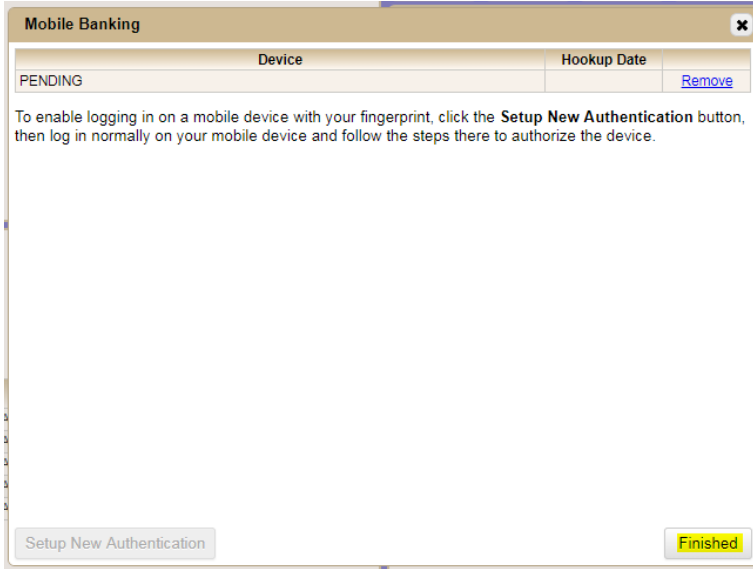 Mobile Banking
Device Hookup Date
PENDING Remove
To enable logging in on a mobile device with your fingerprint, click the Setup New Authentication button,
then log in normally on your mobile device and follow the steps there to authorize the device.
Setup New Authentication Finished